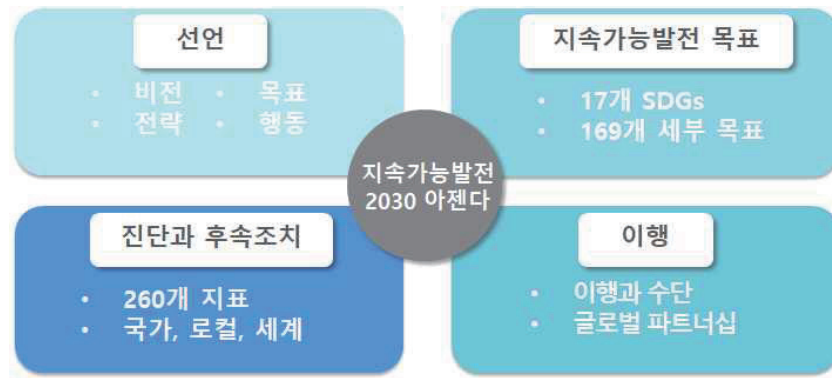 선언
• 비전 • 목표
• 전략 • 행동
지속가능발전 목표
• 17개 SDGs
• 169개 세부 목표
지속가능발전
2030 아젠다
진단과 후속조치
• 260개 지표
• 국가, 로컬, 세계
이행
• 이행과 수단
• 글로벌 파트너십